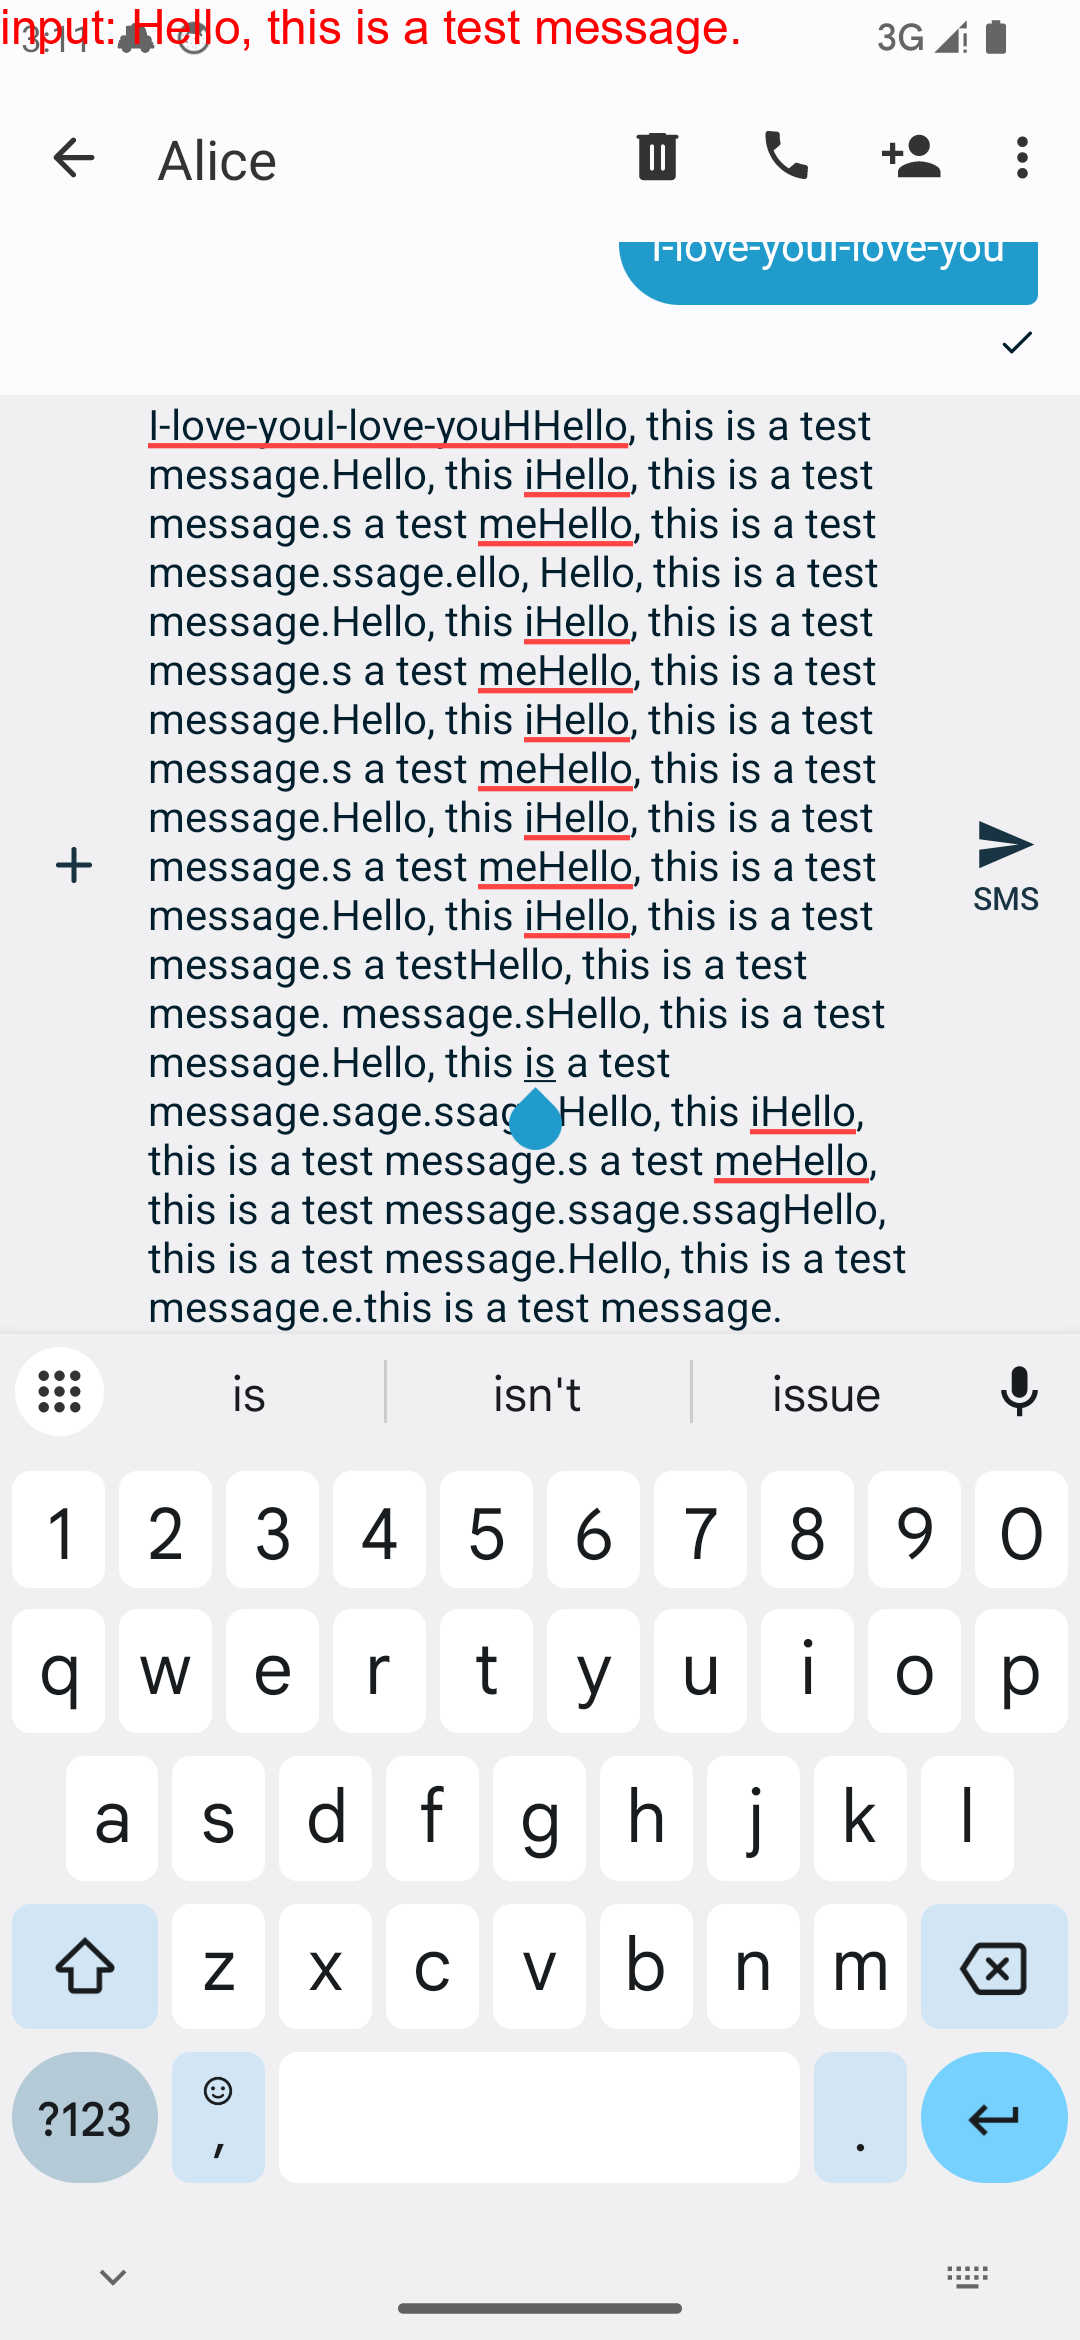 input: Hello, this is a test message.
3:11
3G
Alice
I-love-youI-love-you
I-love-youI-love-youHHello, this is a test
message.Hello, this iHello, this is a test
message.s a test meHello, this is a test
message.ssage.ello, Hello, this is a test
message.Hello, this iHello, this is a test
message.s a test meHello, this is a test
message.Hello, this iHello, this is a test
message.s a test meHello, this is a test
message.Hello, this iHello, this is a test
message.s a test meHello, this is a test
message.Hello, this iHello, this is a test
message.s a testHello, this is a test
message. message.sHello, this is a test
message.Hello, this is a test
message.sage.ssag Hello, this iHello,
this is a test message.s a test meHello,
this is a test message.ssage.ssagHello,
this is a test message.Hello, this is a test
message.e.this is a test message.
SMS
is isn't issue
1 2 3 4 5 6 7 8 9 0
q w e r t y u i o p
a s d f g h j k l
z x c v b n m
?123 , .